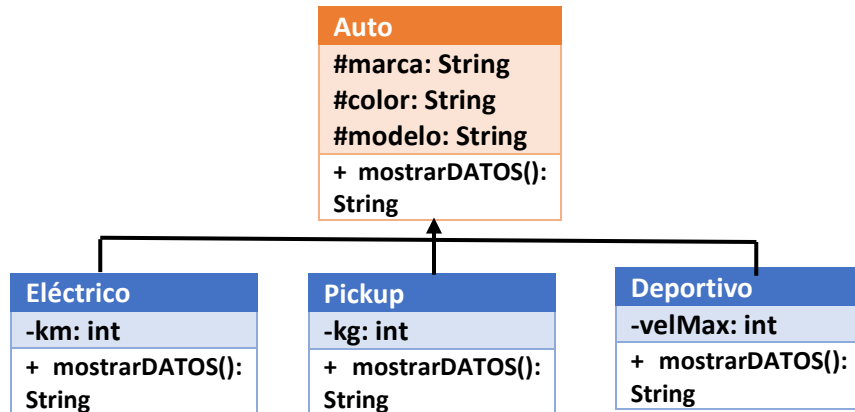 Auto
#marca: String
#color: String
#modelo: String
+ mostrarDATOS():
String
Eléctrico
-km: int
+ mostrarDATOS():
String
Pickup
-kg: int
+ mostrarDATOS():
String
Deportivo
-velMax: int
+ mostrarDATOS():
String